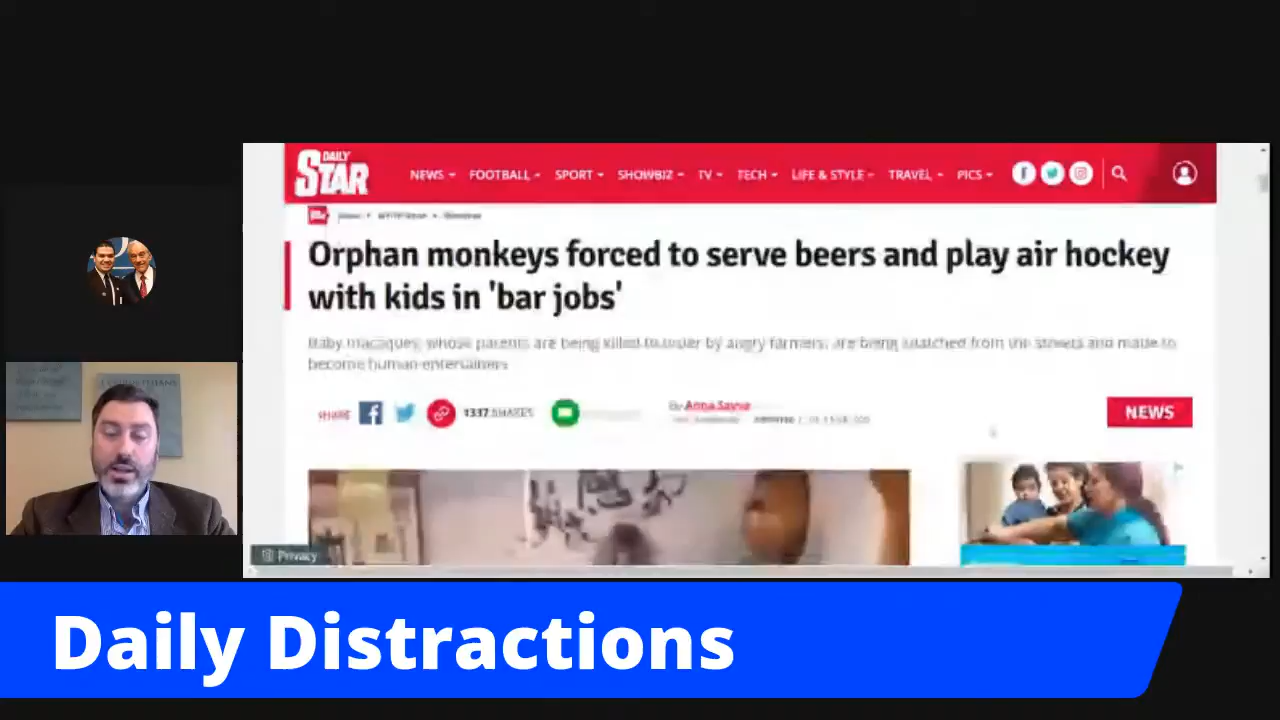 DAILY
STAR
NEWS FOOTBALL SPORT SHOWBIZ TV TECH LIFE & STYLE TRAVEL PICS
Orphan monkeys forced to serve beers and play air hockey
with kids in 'bar jobs'
Baby macaques, whose parents are being killed to order by angry farmers, are being snatched from the streets and made to
become human entertainers
SHARE 1337 SHARES By Anna Savva
NEWS
Privacy
Daily Distractions